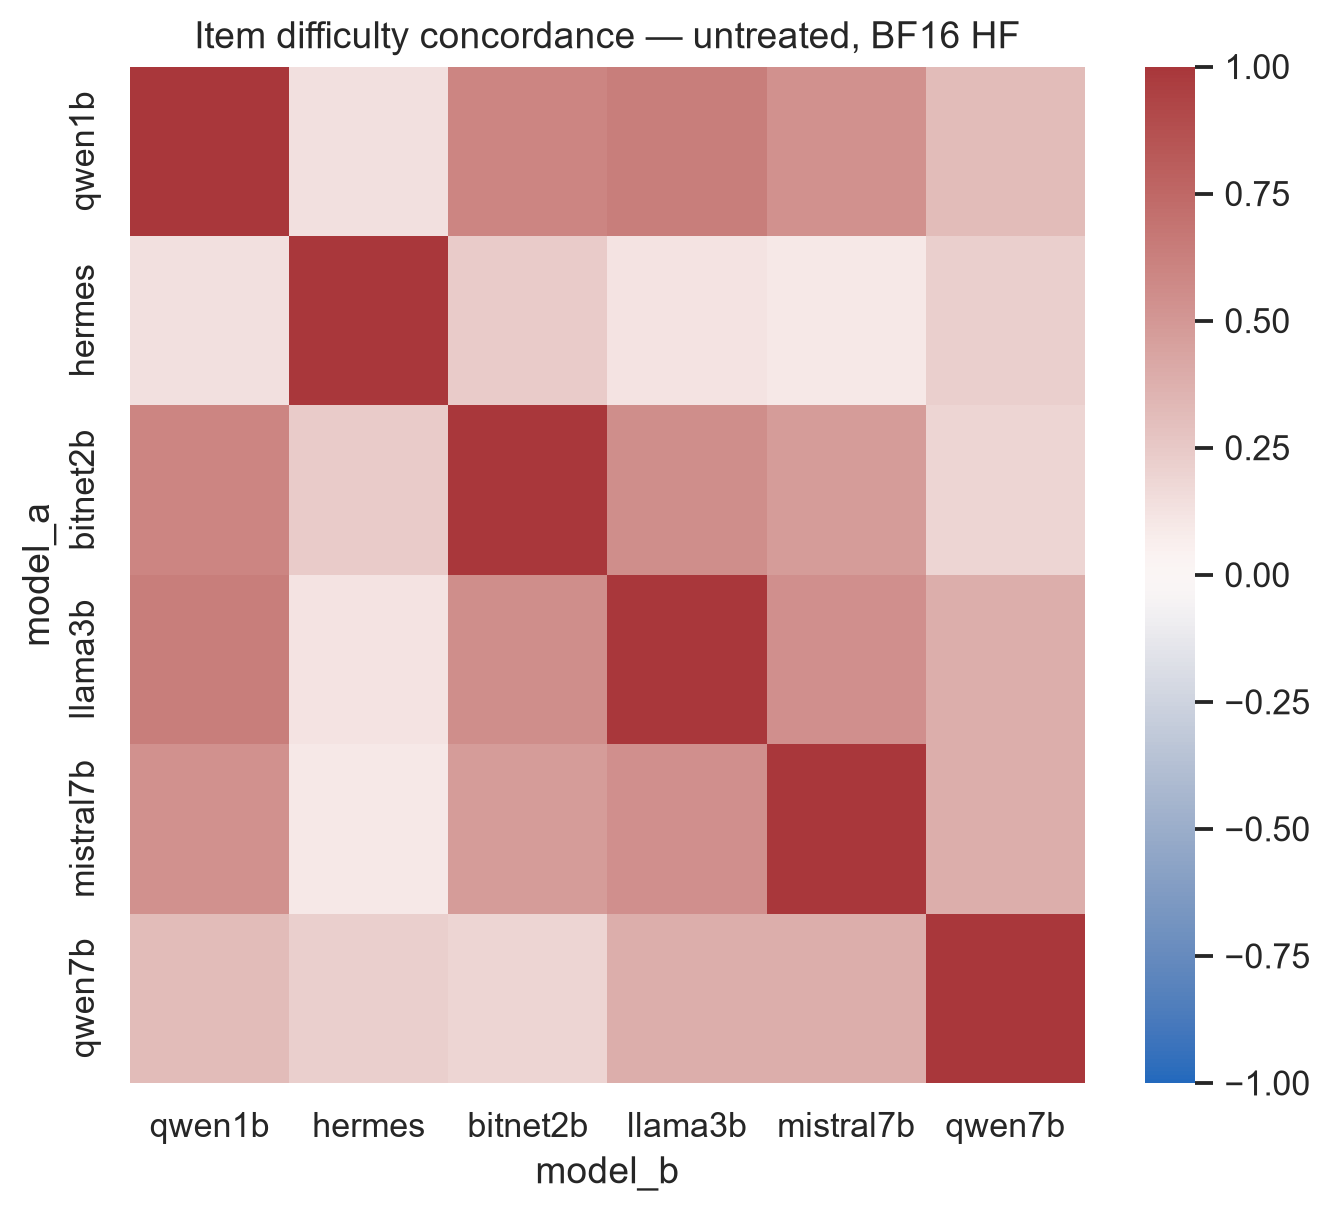 Item difficulty concordance — untreated, BF16 HF
model_a
qwen1b
hermes
bitnet2b
llama3b
mistral7b
qwen7b
qwen1b hermes bitnet2b llama3b mistral7b qwen7b
model_b
1.00
0.75
0.50
0.25
0.00
−0.25
−0.50
−0.75
−1.00